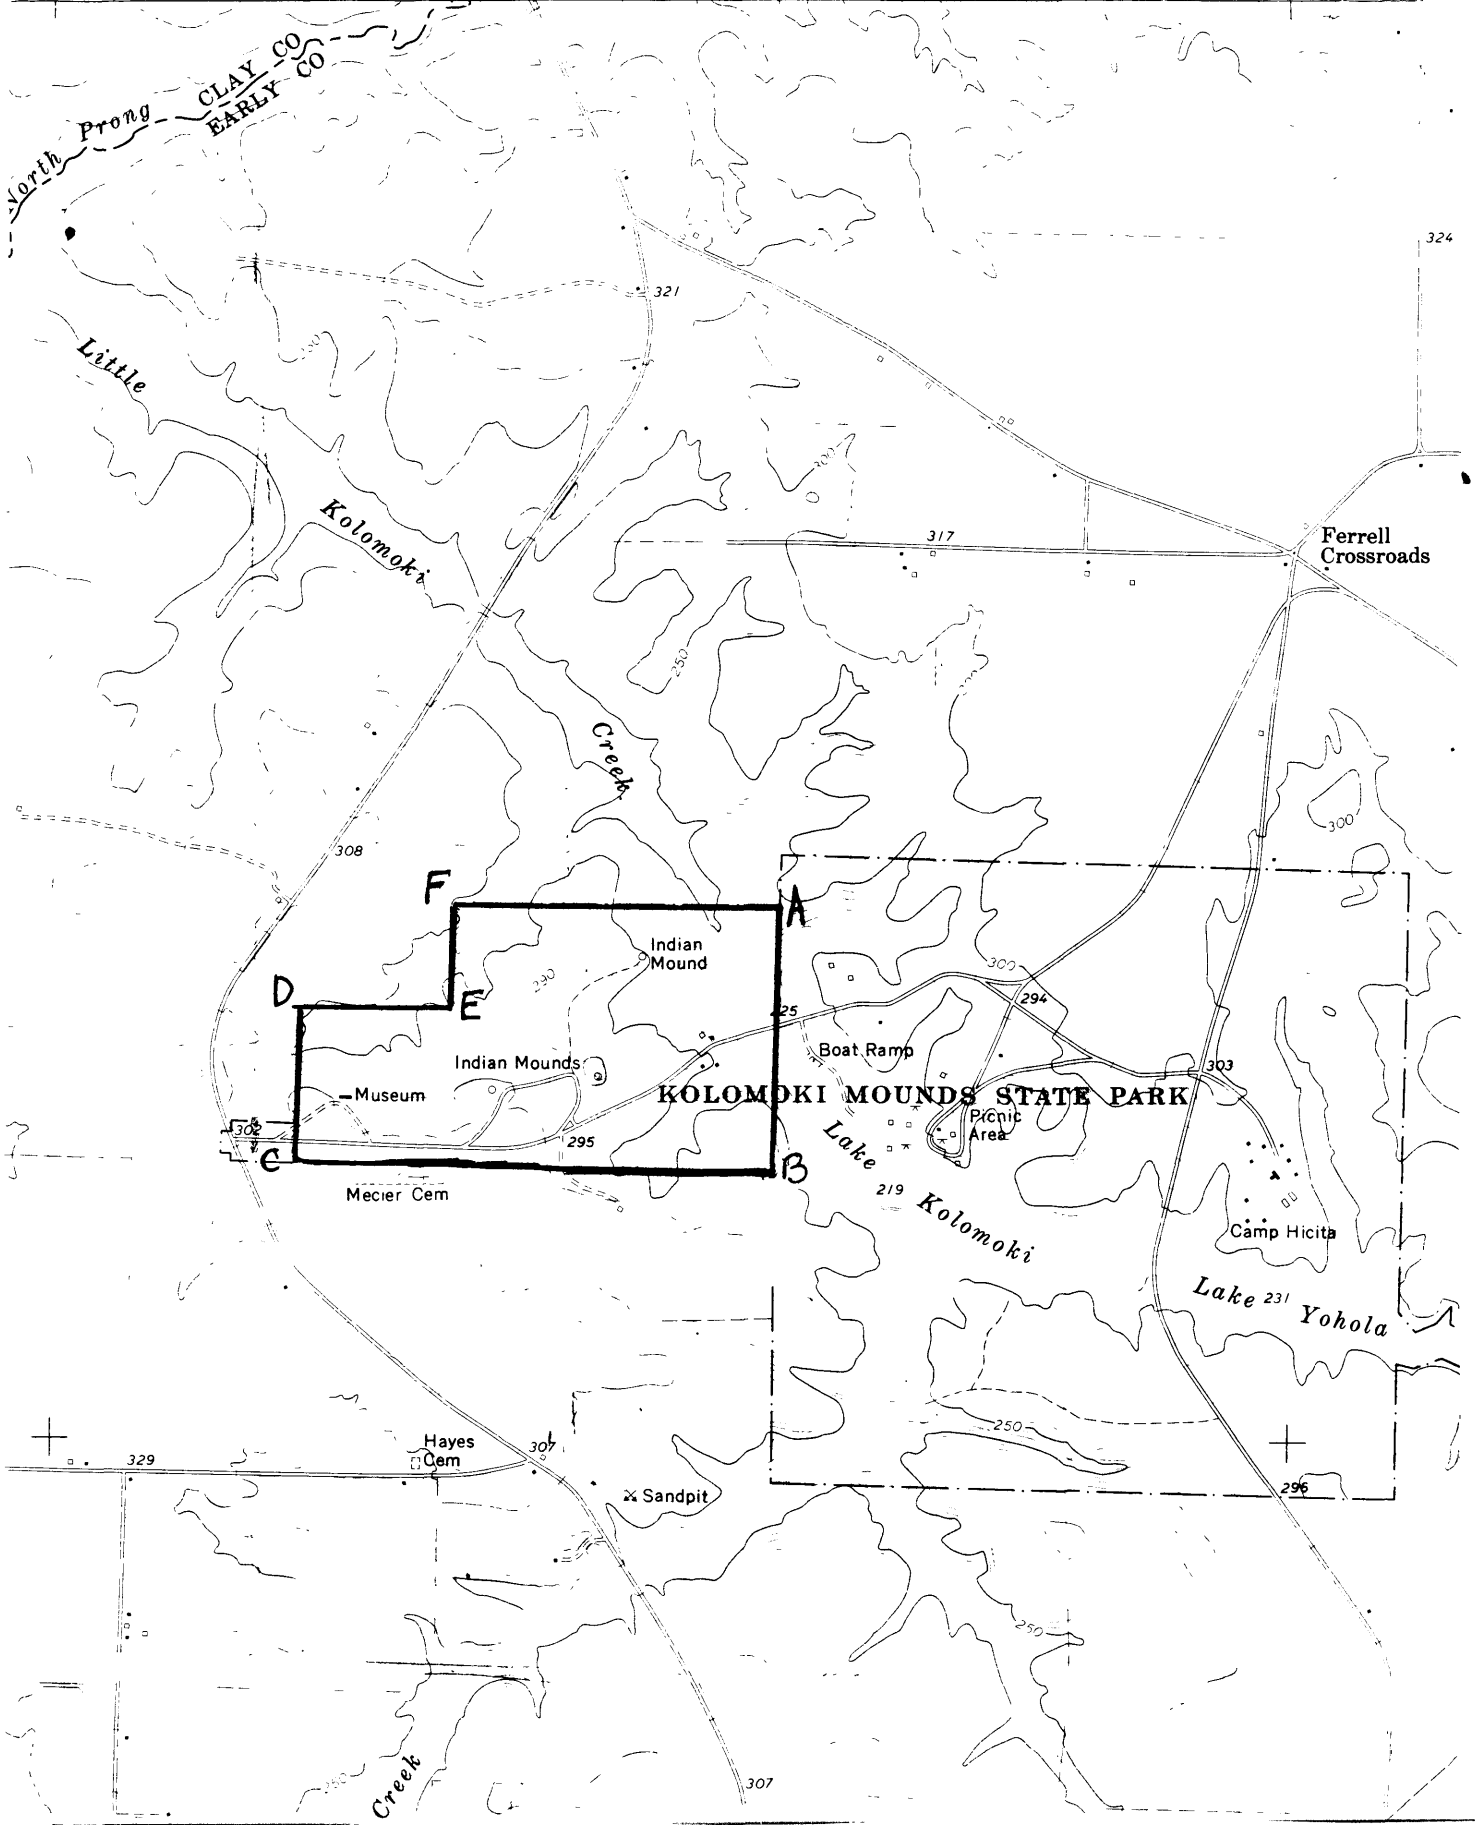 CLAY CO
EARLY CO
North Prong
324
321
Little
Kolomoki
Creek
300
317
Ferrell
Crossroads
250
300
308
F
A
Indian
Mound
290
D
E
300
294
Boat Ramp
Indian Mounds
Museum
303
KOLOMOKI MOUNDS STATE PARK
Picnic
Area
302
295
C
B
Mecier Cem
Lake
219
Kolomoki
Camp Hicita
Lake 231 Yohola
250
Hayes
Cem
307
329
Sandpit
296
250
250
Creek
307